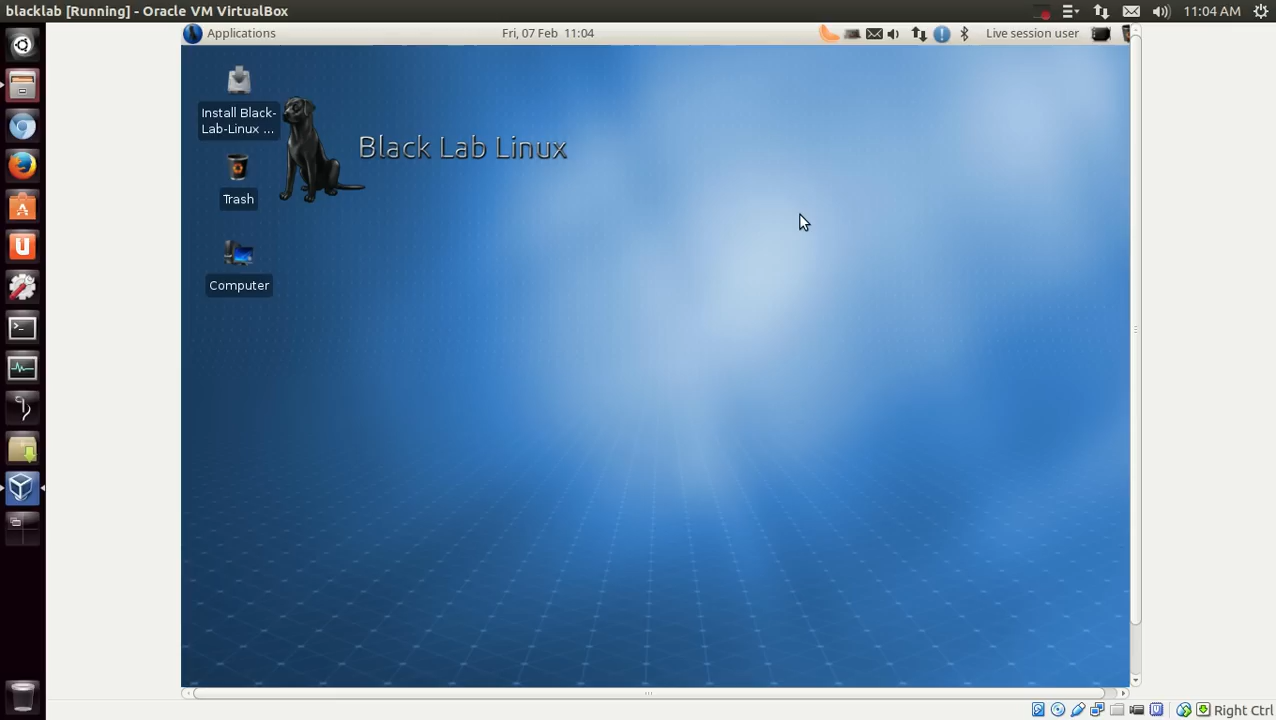 blacklab [Running] - Oracle VM VirtualBox
11:04 AM
Applications
Fri, 07 Feb 11:04
Live session user
Install Black-
Lab-Linux ...
Black Lab Linux
Trash
Computer
Right Ctrl